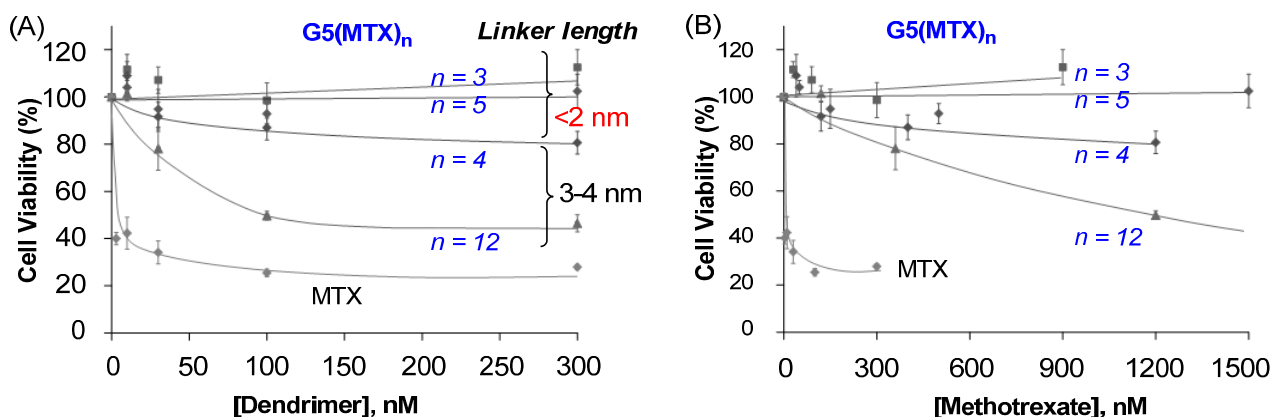 (A)
G5(MTX)n
Linker length
Cell Viability (%)
120
100
80
60
40
20
0
n = 3
n = 5
<2 nm
n = 4
3–4 nm
n = 12
MTX
0 50 100 150 200 250 300
[Dendrimer], nM
(B)
G5(MTX)n
Cell Viability (%)
120
100
80
60
40
20
0
n = 3
n = 5
n = 4
n = 12
MTX
0 300 600 900 1200 1500
[Methotrexate], nM